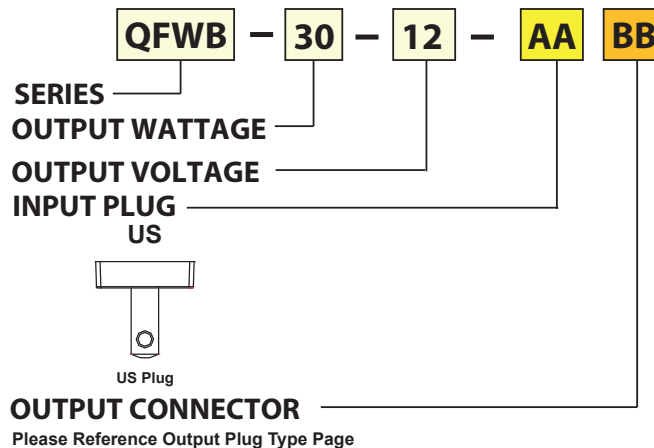 QFWB – 30 – 12 – AA BB
SERIES
OUTPUT WATTAGE
OUTPUT VOLTAGE
INPUT PLUG
US
US Plug
OUTPUT CONNECTOR
Please Reference Output Plug Type Page